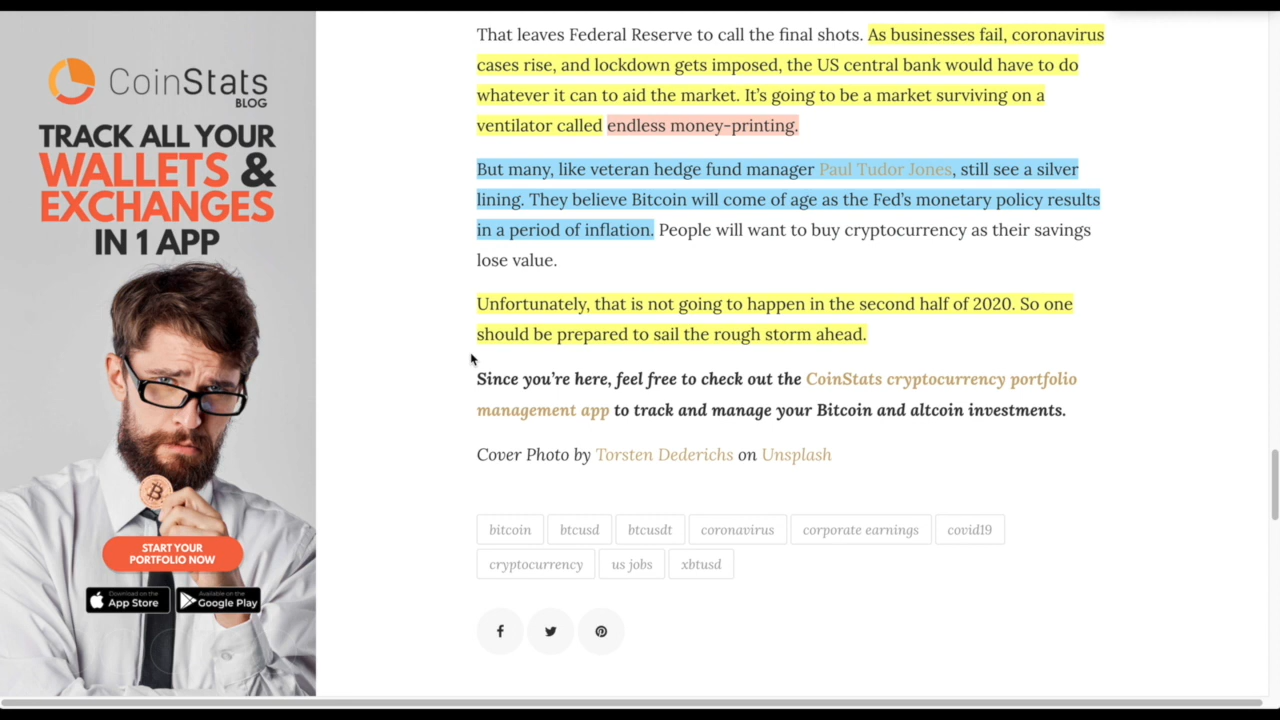 CoinStats
BLOG
TRACK ALL YOUR
WALLETS &
EXCHANGES
IN 1 APP
START YOUR
PORTFOLIO NOW
Download on the
App Store
Available on the
Google Play
That leaves Federal Reserve to call the final shots. As businesses fail, coronavirus
cases rise, and lockdown gets imposed, the US central bank would have to do
whatever it can to aid the market. It’s going to be a market surviving on a
ventilator called endless money-printing.
But many, like veteran hedge fund manager Paul Tudor Jones, still see a silver
lining. They believe Bitcoin will come of age as the Fed’s monetary policy results
in a period of inflation. People will want to buy cryptocurrency as their savings
lose value.
Unfortunately, that is not going to happen in the second half of 2020. So one
should be prepared to sail the rough storm ahead.
Since you’re here, feel free to check out the CoinStats cryptocurrency portfolio
management app to track and manage your Bitcoin and altcoin investments.
Cover Photo by Torsten Dederichs on Unsplash
bitcoin btcusd btcusdt coronavirus corporate earnings covid19
cryptocurrency us jobs xbtusd